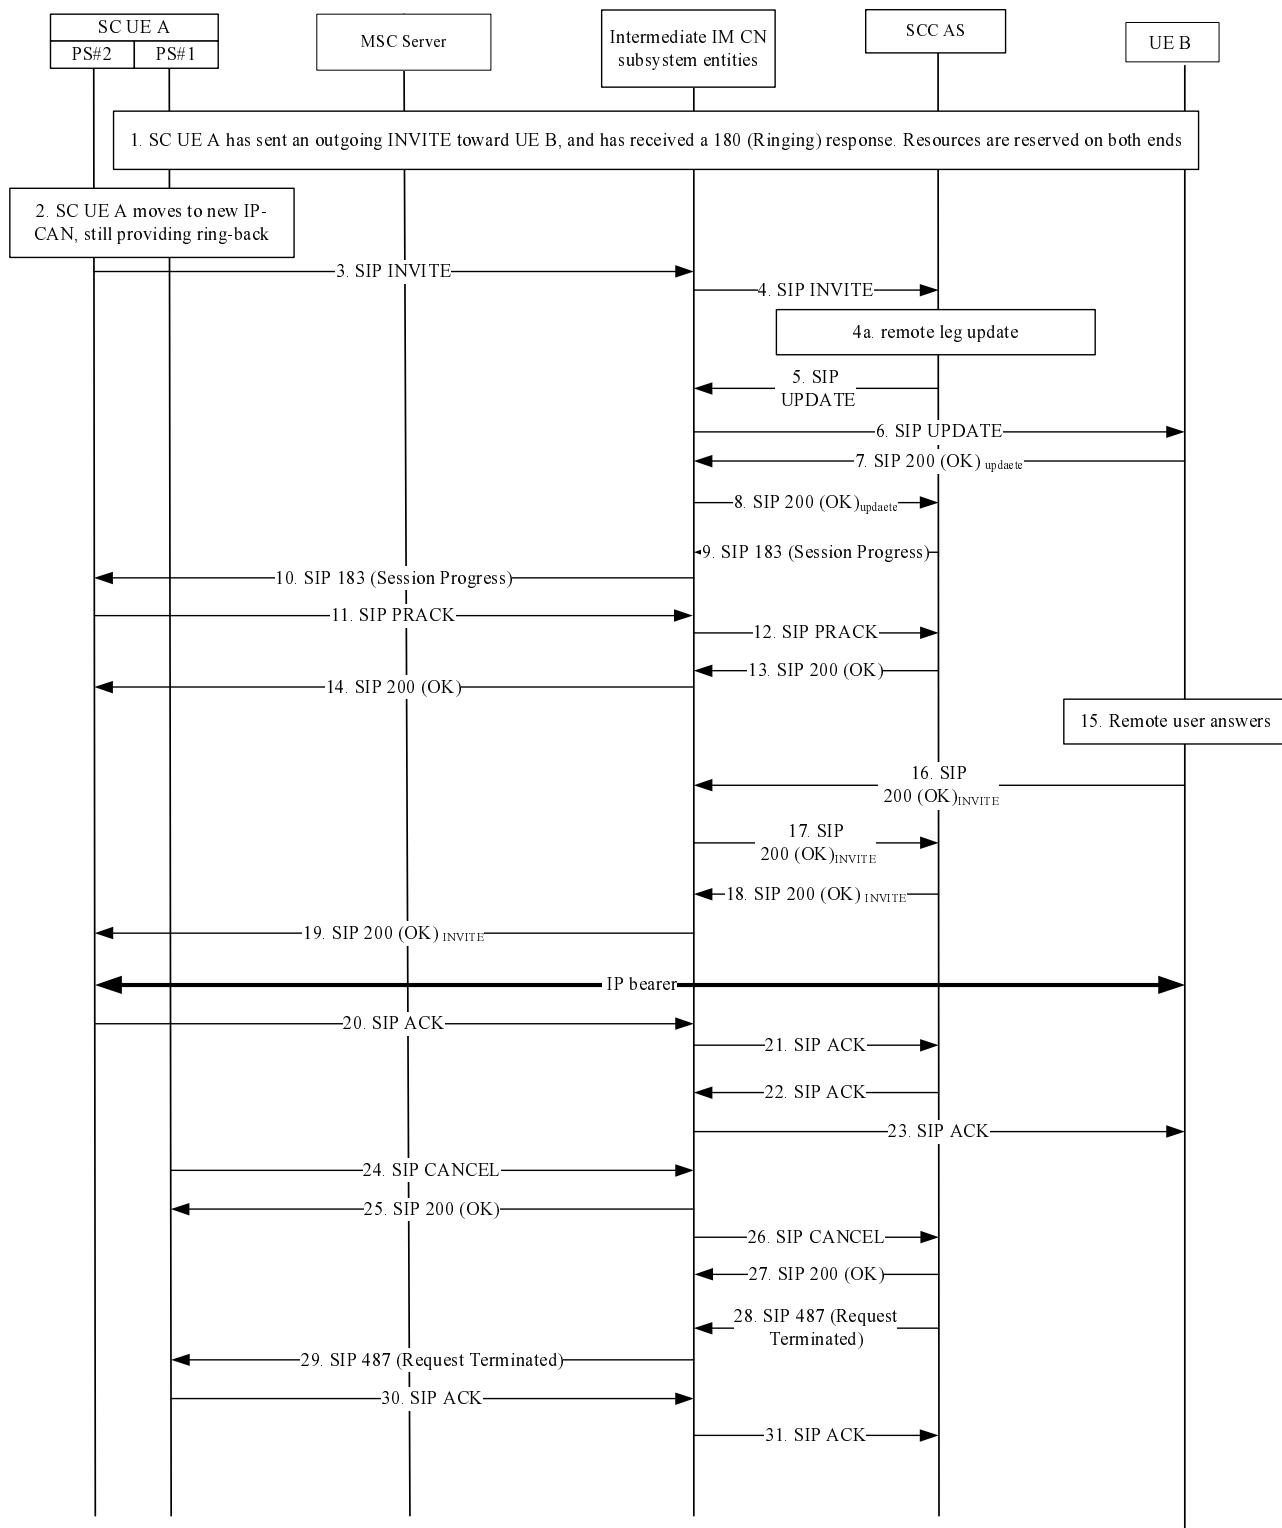 SC UE A
PS#2
PS#1
MSC Server
Intermediate IM CN
subsystem entities
SCC AS
UE B
1. SC UE A has sent an outgoing INVITE toward UE B, and has received a 180 (Ringing) response. Resources are reserved on both ends
2. SC UE A moves to new IP-
CAN, still providing ring-back
3. SIP INVITE
4. SIP INVITE
4a. remote leg update
5. SIP
UPDATE
6. SIP UPDATE
7. SIP 200 (OK) updaete
8. SIP 200 (OK)updaete
9. SIP 183 (Session Progress)
10. SIP 183 (Session Progress)
11. SIP PRACK
12. SIP PRACK
13. SIP 200 (OK)
14. SIP 200 (OK)
15. Remote user answers
16. SIP
200 (OK)INVITE
17. SIP
200 (OK)INVITE
18. SIP 200 (OK) INVITE
19. SIP 200 (OK) INVITE
IP bearer
20. SIP ACK
21. SIP ACK
22. SIP ACK
23. SIP ACK
24. SIP CANCEL
25. SIP 200 (OK)
26. SIP CANCEL
27. SIP 200 (OK)
28. SIP 487 (Request
Terminated)
29. SIP 487 (Request Terminated)
30. SIP ACK
31. SIP ACK